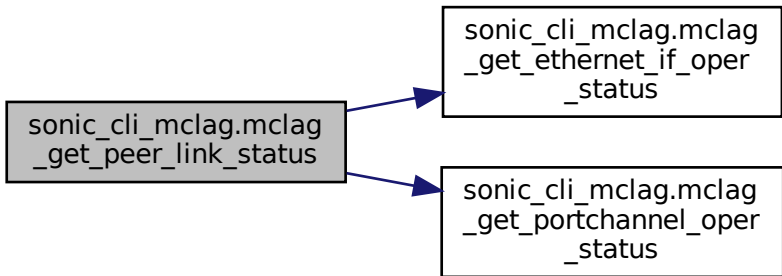 sonic_cli_mclag.mclag
_get_ethernet_if_oper
_status
sonic_cli_mclag.mclag
_get_peer_link_status
sonic_cli_mclag.mclag
_get_portchannel_oper
_status